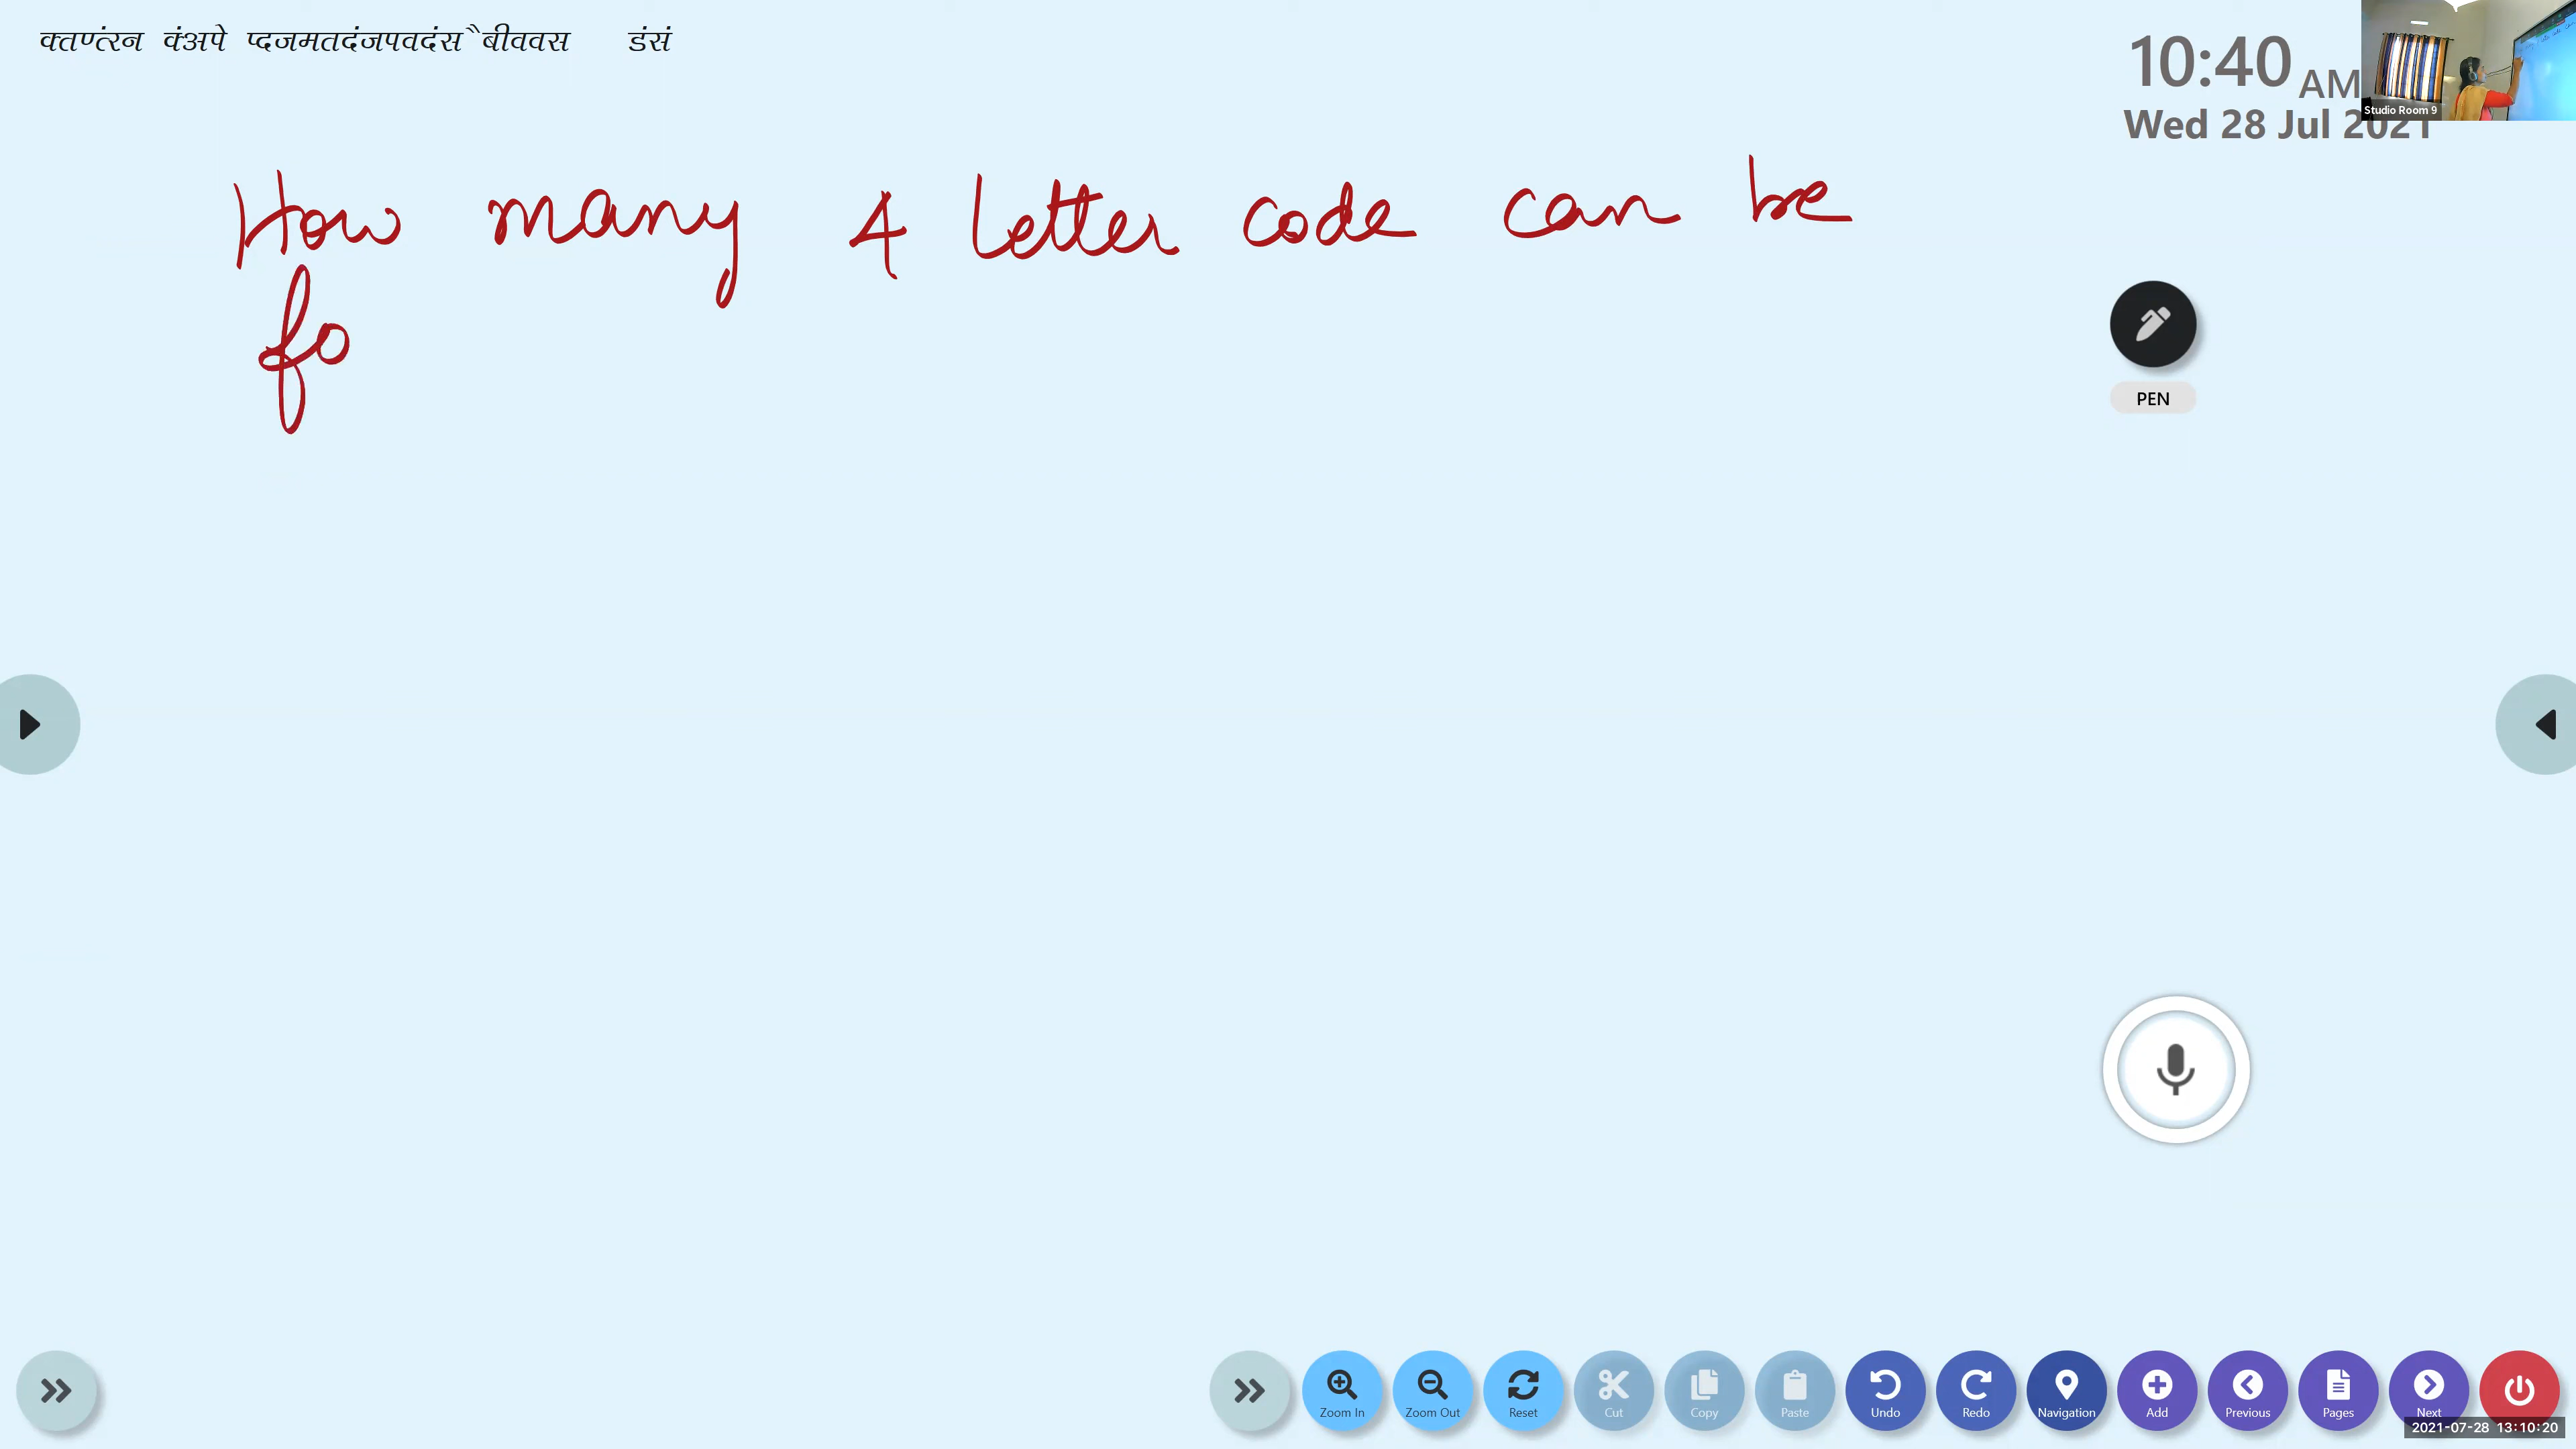 क्तण्त्ंरन क्ंअपे प्दजमतदंजपवदंस ैबीववस डंसं
10:40 AM
Wed 28 Jul 2021
Studio Room 9
How many 4 letter code can be
fo
PEN
Zoom In Zoom Out Reset Cut Copy Paste Undo Redo Navigation Add Previous Pages Next
2021-07-28 13:10:20